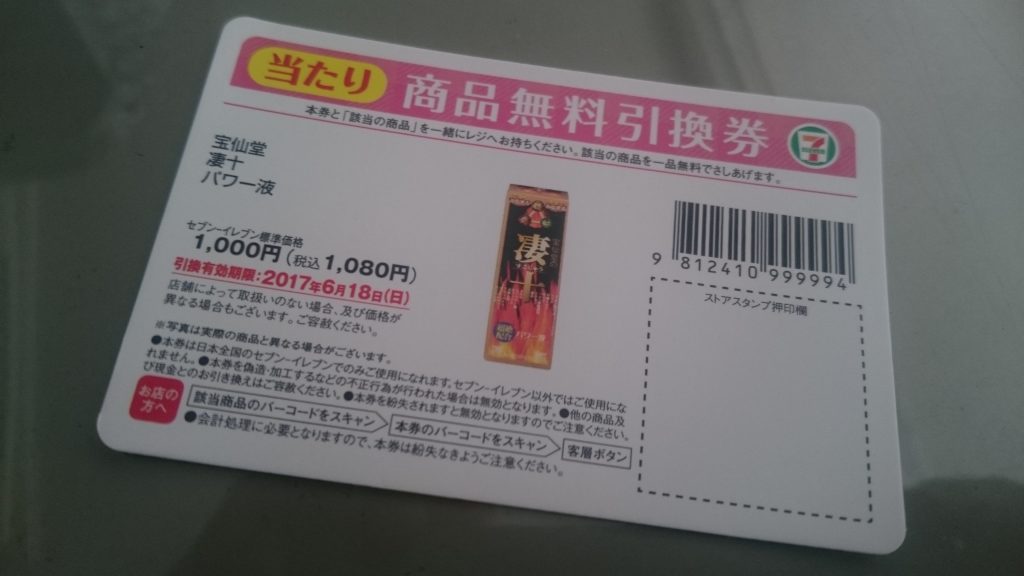 当たり 商品無料引換券
本券と「該当の商品」を一緒にレジへお持ちください。該当の商品を一品無料でさしあげます。
宝仙堂
凄十
パワー液
セブン-イレブン標準価格
1,000円(税込1,080円)
引換有効期限:2017年6月18日(日)
店舗によって取扱いのない場合、及び価格が
異なる場合もございます。ご容赦ください。
※写真は実際の商品と異なる場合がございます。
●本券は日本全国のセブン-イレブンでのみご使用になれます。セブン-イレブン以外ではご使用にな
れません。●本券を偽造・加工するなどの不正行為が行われた場合は無効となります。●他の商品及
び現金とのお引き換えはご容赦ください。●本券を紛失されますと無効となりますのでご注意ください。
お店の
方へ
該当商品のバーコードをスキャン 本券のバーコードをスキャン 客層ボタン
●会計処理に必要となりますので、本券は紛失なきようご注意ください。
凄十
パワー液
9 812410 999994
ストアスタンプ押印欄